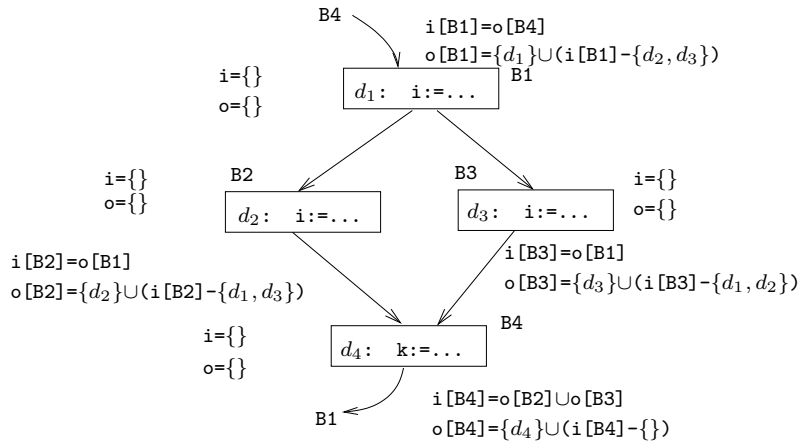 B4
i[B1]=o[B4]
o[B1]={d₁}∪(i[B1]-{d₂, d₃})
i={}
o={}
B1
d₁: i:=...
B2
i={}
o={}
d₂: i:=...
B3
i={}
o={}
d₃: i:=...
i[B2]=o[B1]
o[B2]={d₂}∪(i[B2]-{d₁, d₃})
i[B3]=o[B1]
o[B3]={d₃}∪(i[B3]-{d₁, d₂})
i={}
o={}
B4
d₄: k:=...
B1
i[B4]=o[B2]∪o[B3]
o[B4]={d₄}∪(i[B4]-{})